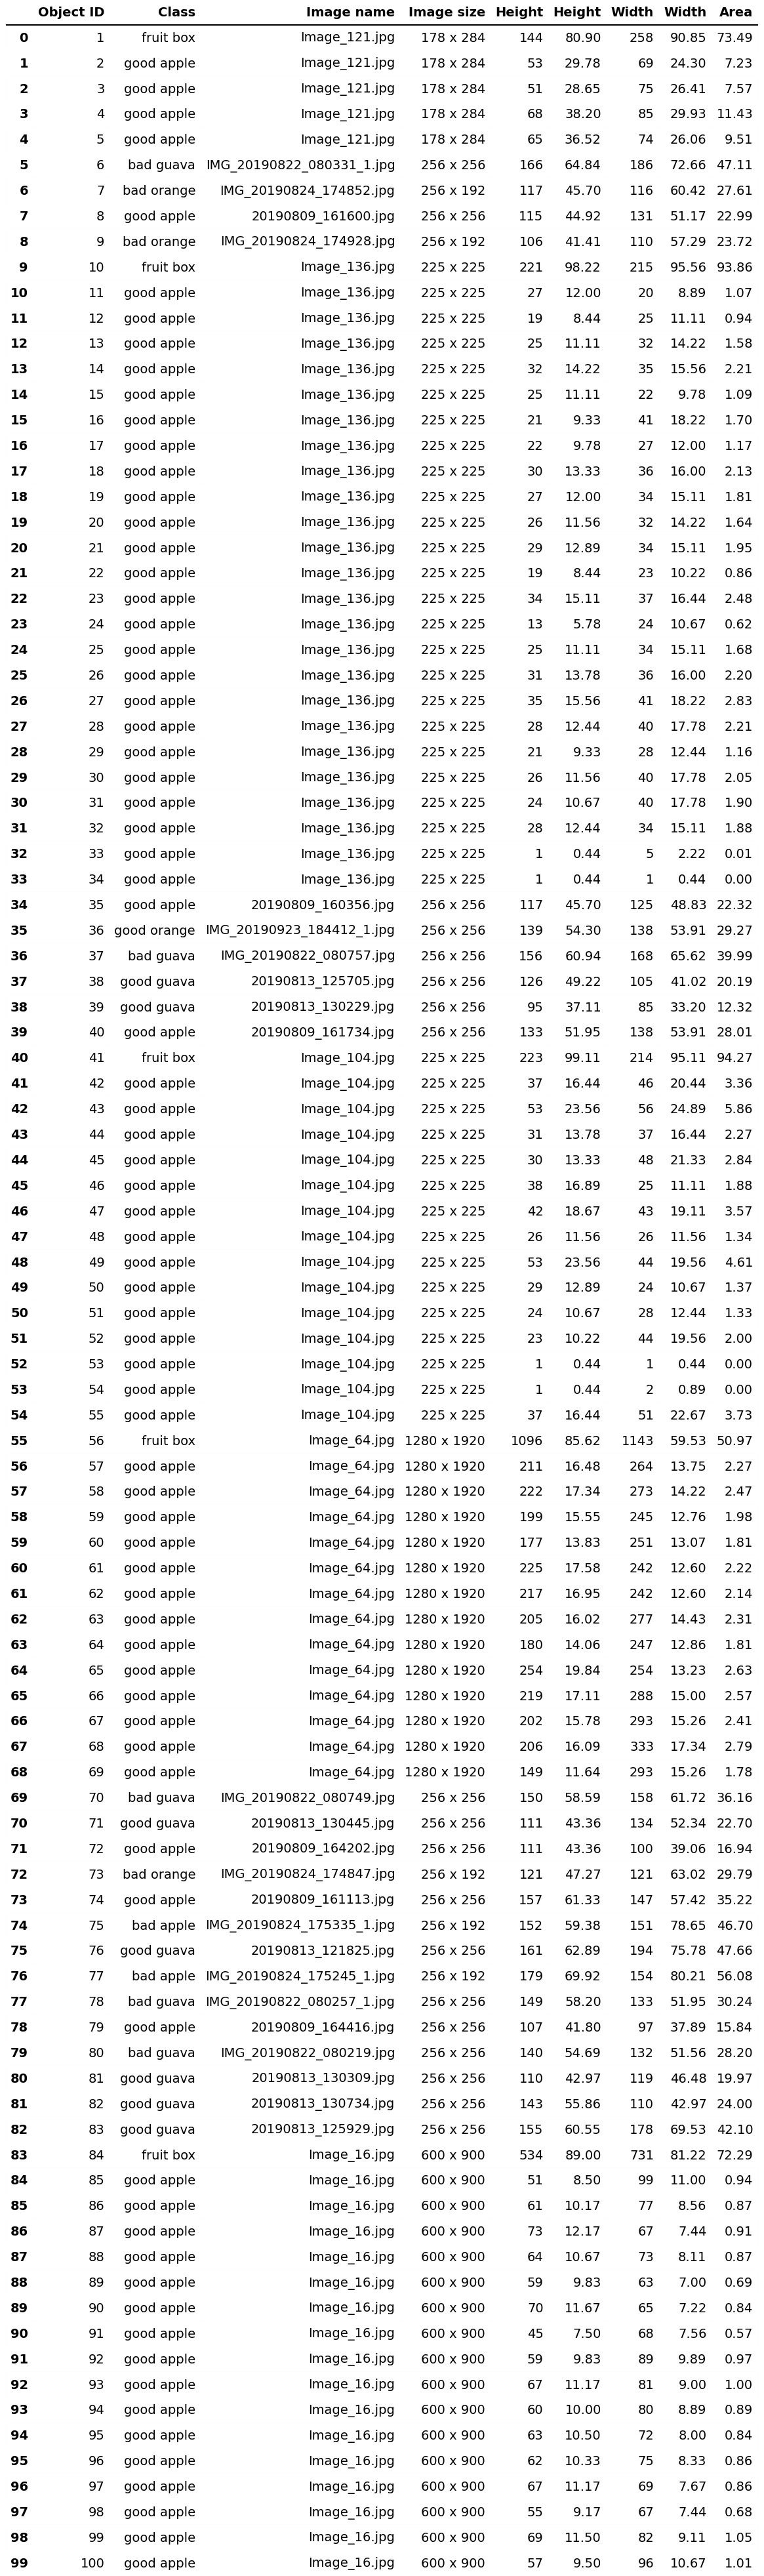 Object ID Class Image name Image size Height Height Width Width Area
0 1 fruit box Image_121.jpg 178 x 284 144 80.90 258 90.85 73.49
1 2 good apple Image_121.jpg 178 x 284 53 29.78 69 24.30 7.23
2 3 good apple Image_121.jpg 178 x 284 51 28.65 75 26.41 7.57
3 4 good apple Image_121.jpg 178 x 284 68 38.20 85 29.93 11.43
4 5 good apple Image_121.jpg 178 x 284 65 36.52 74 26.06 9.51
5 6 bad guava IMG_20190822_080331_1.jpg 256 x 256 166 64.84 186 72.66 47.11
6 7 bad orange IMG_20190824_174852.jpg 256 x 192 117 45.70 116 60.42 27.61
7 8 good apple 20190809_161600.jpg 256 x 256 115 44.92 131 51.17 22.99
8 9 bad orange IMG_20190824_174928.jpg 256 x 192 106 41.41 110 57.29 23.72
9 10 fruit box Image_136.jpg 225 x 225 221 98.22 215 95.56 93.86
10 11 good apple Image_136.jpg 225 x 225 27 12.00 20 8.89 1.07
11 12 good apple Image_136.jpg 225 x 225 19 8.44 25 11.11 0.94
12 13 good apple Image_136.jpg 225 x 225 25 11.11 32 14.22 1.58
13 14 good apple Image_136.jpg 225 x 225 32 14.22 35 15.56 2.21
14 15 good apple Image_136.jpg 225 x 225 25 11.11 22 9.78 1.09
15 16 good apple Image_136.jpg 225 x 225 21 9.33 41 18.22 1.70
16 17 good apple Image_136.jpg 225 x 225 22 9.78 27 12.00 1.17
17 18 good apple Image_136.jpg 225 x 225 30 13.33 36 16.00 2.13
18 19 good apple Image_136.jpg 225 x 225 27 12.00 34 15.11 1.81
19 20 good apple Image_136.jpg 225 x 225 26 11.56 32 14.22 1.64
20 21 good apple Image_136.jpg 225 x 225 29 12.89 34 15.11 1.95
21 22 good apple Image_136.jpg 225 x 225 19 8.44 23 10.22 0.86
22 23 good apple Image_136.jpg 225 x 225 34 15.11 37 16.44 2.48
23 24 good apple Image_136.jpg 225 x 225 13 5.78 24 10.67 0.62
24 25 good apple Image_136.jpg 225 x 225 25 11.11 34 15.11 1.68
25 26 good apple Image_136.jpg 225 x 225 31 13.78 36 16.00 2.20
26 27 good apple Image_136.jpg 225 x 225 35 15.56 41 18.22 2.83
27 28 good apple Image_136.jpg 225 x 225 28 12.44 40 17.78 2.21
28 29 good apple Image_136.jpg 225 x 225 21 9.33 28 12.44 1.16
29 30 good apple Image_136.jpg 225 x 225 26 11.56 40 17.78 2.05
30 31 good apple Image_136.jpg 225 x 225 24 10.67 40 17.78 1.90
31 32 good apple Image_136.jpg 225 x 225 28 12.44 34 15.11 1.88
32 33 good apple Image_136.jpg 225 x 225 1 0.44 5 2.22 0.01
33 34 good apple Image_136.jpg 225 x 225 1 0.44 1 0.44 0.00
34 35 good apple 20190809_160356.jpg 256 x 256 117 45.70 125 48.83 22.32
35 36 good orange IMG_20190923_184412_1.jpg 256 x 256 139 54.30 138 53.91 29.27
36 37 bad guava IMG_20190822_080757.jpg 256 x 256 156 60.94 168 65.62 39.99
37 38 good guava 20190813_125705.jpg 256 x 256 126 49.22 105 41.02 20.19
38 39 good guava 20190813_130229.jpg 256 x 256 95 37.11 85 33.20 12.32
39 40 good apple 20190809_161734.jpg 256 x 256 133 51.95 138 53.91 28.01
40 41 fruit box Image_104.jpg 225 x 225 223 99.11 214 95.11 94.27
41 42 good apple Image_104.jpg 225 x 225 37 16.44 46 20.44 3.36
42 43 good apple Image_104.jpg 225 x 225 53 23.56 56 24.89 5.86
43 44 good apple Image_104.jpg 225 x 225 31 13.78 37 16.44 2.27
44 45 good apple Image_104.jpg 225 x 225 30 13.33 48 21.33 2.84
45 46 good apple Image_104.jpg 225 x 225 38 16.89 25 11.11 1.88
46 47 good apple Image_104.jpg 225 x 225 42 18.67 43 19.11 3.57
47 48 good apple Image_104.jpg 225 x 225 26 11.56 26 11.56 1.34
48 49 good apple Image_104.jpg 225 x 225 53 23.56 44 19.56 4.61
49 50 good apple Image_104.jpg 225 x 225 29 12.89 24 10.67 1.37
50 51 good apple Image_104.jpg 225 x 225 24 10.67 28 12.44 1.33
51 52 good apple Image_104.jpg 225 x 225 23 10.22 44 19.56 2.00
52 53 good apple Image_104.jpg 225 x 225 1 0.44 1 0.44 0.00
53 54 good apple Image_104.jpg 225 x 225 1 0.44 2 0.89 0.00
54 55 good apple Image_104.jpg 225 x 225 37 16.44 51 22.67 3.73
55 56 fruit box Image_64.jpg 1280 x 1920 1096 85.62 1143 59.53 50.97
56 57 good apple Image_64.jpg 1280 x 1920 211 16.48 264 13.75 2.27
57 58 good apple Image_64.jpg 1280 x 1920 222 17.34 273 14.22 2.47
58 59 good apple Image_64.jpg 1280 x 1920 199 15.55 245 12.76 1.98
59 60 good apple Image_64.jpg 1280 x 1920 177 13.83 251 13.07 1.81
60 61 good apple Image_64.jpg 1280 x 1920 225 17.58 242 12.60 2.22
61 62 good apple Image_64.jpg 1280 x 1920 217 16.95 242 12.60 2.14
62 63 good apple Image_64.jpg 1280 x 1920 205 16.02 277 14.43 2.31
63 64 good apple Image_64.jpg 1280 x 1920 180 14.06 247 12.86 1.81
64 65 good apple Image_64.jpg 1280 x 1920 254 19.84 254 13.23 2.63
65 66 good apple Image_64.jpg 1280 x 1920 219 17.11 288 15.00 2.57
66 67 good apple Image_64.jpg 1280 x 1920 202 15.78 293 15.26 2.41
67 68 good apple Image_64.jpg 1280 x 1920 206 16.09 333 17.34 2.79
68 69 good apple Image_64.jpg 1280 x 1920 149 11.64 293 15.26 1.78
69 70 bad guava IMG_20190822_080749.jpg 256 x 256 150 58.59 158 61.72 36.16
70 71 good guava 20190813_130445.jpg 256 x 256 111 43.36 134 52.34 22.70
71 72 good apple 20190809_164202.jpg 256 x 256 111 43.36 100 39.06 16.94
72 73 bad orange IMG_20190824_174847.jpg 256 x 192 121 47.27 121 63.02 29.79
73 74 good apple 20190809_161113.jpg 256 x 256 157 61.33 147 57.42 35.22
74 75 bad apple IMG_20190824_175335_1.jpg 256 x 192 152 59.38 151 78.65 46.70
75 76 good guava 20190813_121825.jpg 256 x 256 161 62.89 194 75.78 47.66
76 77 bad apple IMG_20190824_175245_1.jpg 256 x 192 179 69.92 154 80.21 56.08
77 78 bad guava IMG_20190822_080257_1.jpg 256 x 256 149 58.20 133 51.95 30.24
78 79 good apple 20190809_164416.jpg 256 x 256 107 41.80 97 37.89 15.84
79 80 bad guava IMG_20190822_080219.jpg 256 x 256 140 54.69 132 51.56 28.20
80 81 good guava 20190813_130309.jpg 256 x 256 110 42.97 119 46.48 19.97
81 82 good guava 20190813_130734.jpg 256 x 256 143 55.86 110 42.97 24.00
82 83 good guava 20190813_125929.jpg 256 x 256 155 60.55 178 69.53 42.10
83 84 fruit box Image_16.jpg 600 x 900 534 89.00 731 81.22 72.29
84 85 good apple Image_16.jpg 600 x 900 51 8.50 99 11.00 0.94
85 86 good apple Image_16.jpg 600 x 900 61 10.17 77 8.56 0.87
86 87 good apple Image_16.jpg 600 x 900 73 12.17 67 7.44 0.91
87 88 good apple Image_16.jpg 600 x 900 64 10.67 73 8.11 0.87
88 89 good apple Image_16.jpg 600 x 900 59 9.83 63 7.00 0.69
89 90 good apple Image_16.jpg 600 x 900 70 11.67 65 7.22 0.84
90 91 good apple Image_16.jpg 600 x 900 45 7.50 68 7.56 0.57
91 92 good apple Image_16.jpg 600 x 900 59 9.83 89 9.89 0.97
92 93 good apple Image_16.jpg 600 x 900 67 11.17 81 9.00 1.00
93 94 good apple Image_16.jpg 600 x 900 60 10.00 80 8.89 0.89
94 95 good apple Image_16.jpg 600 x 900 63 10.50 72 8.00 0.84
95 96 good apple Image_16.jpg 600 x 900 62 10.33 75 8.33 0.86
96 97 good apple Image_16.jpg 600 x 900 67 11.17 69 7.67 0.86
97 98 good apple Image_16.jpg 600 x 900 55 9.17 67 7.44 0.68
98 99 good apple Image_16.jpg 600 x 900 69 11.50 82 9.11 1.05
99 100 good apple Image_16.jpg 600 x 900 57 9.50 96 10.67 1.01